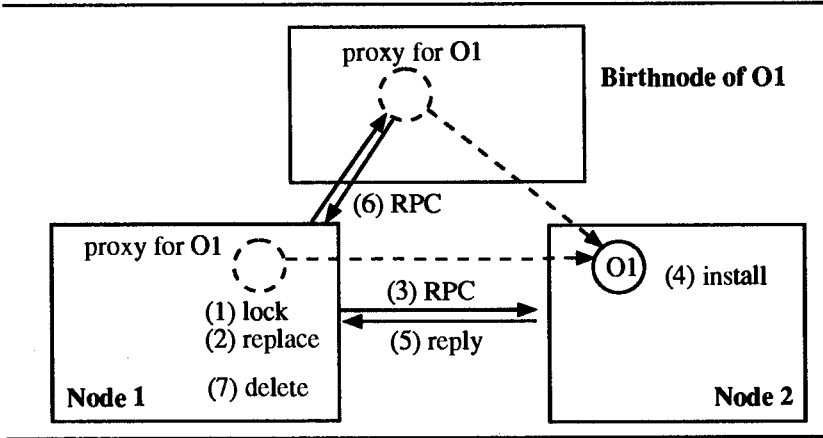 proxy for O1
Birthnode of O1
(6) RPC
proxy for O1
O1
(4) install
(3) RPC
(1) lock
(2) replace
(5) reply
(7) delete
Node 1
Node 2